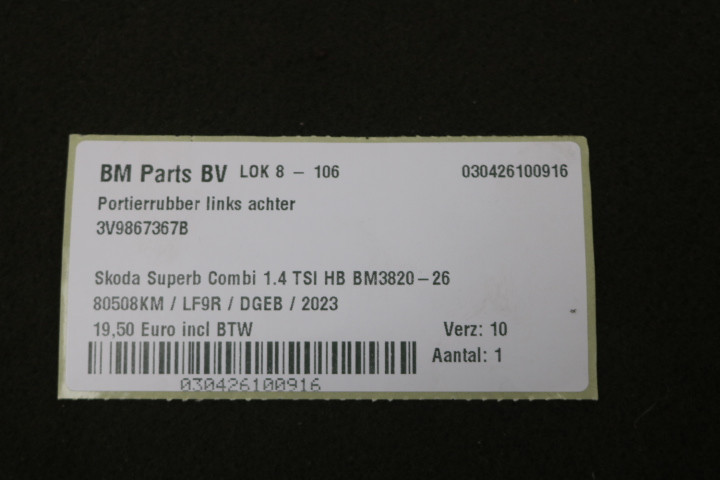 BM Parts BV LOK 8 - 106 030426100916
Portierrubber links achter
3V9867367B
Skoda Superb Combi 1.4 TSI HB BM3820-26
80508KM / LF9R / DGEB / 2023
19,50 Euro incl BTW Verz: 10
Aantal: 1
030426100916